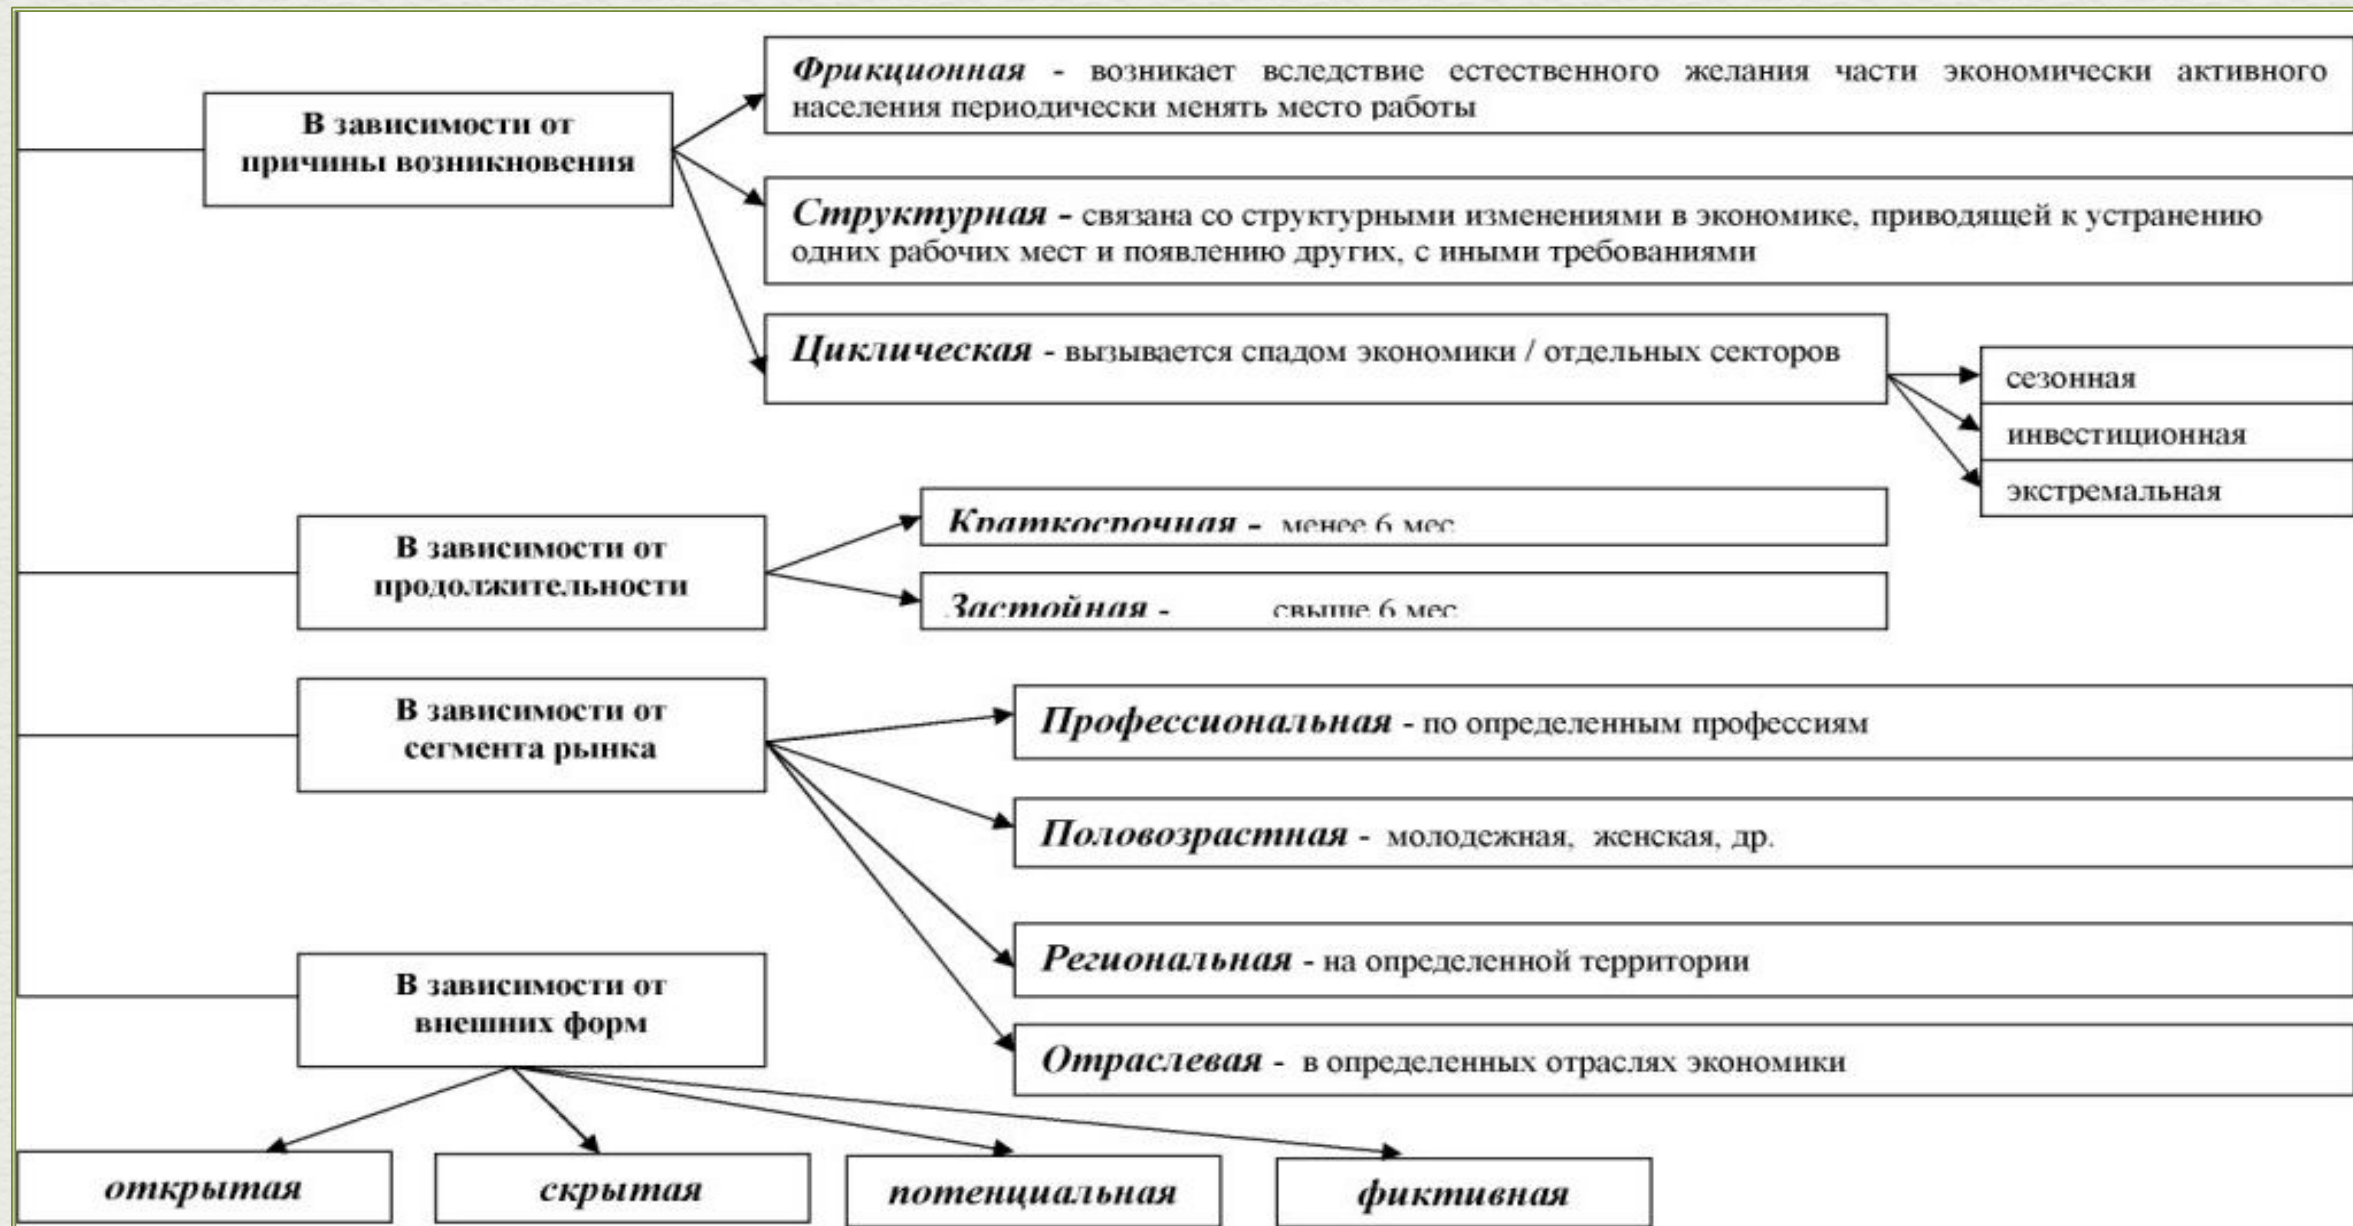 В зависимости от
причины возникновения
Фрикционная - возникает вследствие естественного желания части экономически активного
населения периодически менять место работы
Структурная - связана со структурными изменениями в экономике, приводящей к устранению
одних рабочих мест и появлению других, с иными требованиями
Циклическая - вызывается спадом экономики / отдельных секторов
сезонная
инвестиционная
экстремальная
В зависимости от
продолжительности
Краткосрочная - менее 6 мес
Застойная - свыше 6 мес
В зависимости от
сегмента рынка
Профессиональная - по определенным профессиям
Половозрастная - молодежная, женская, др.
Региональная - на определенной территории
Отраслевая - в определенных отраслях экономики
В зависимости от
внешних форм
открытая
скрытая
потенциальная
фиктивная